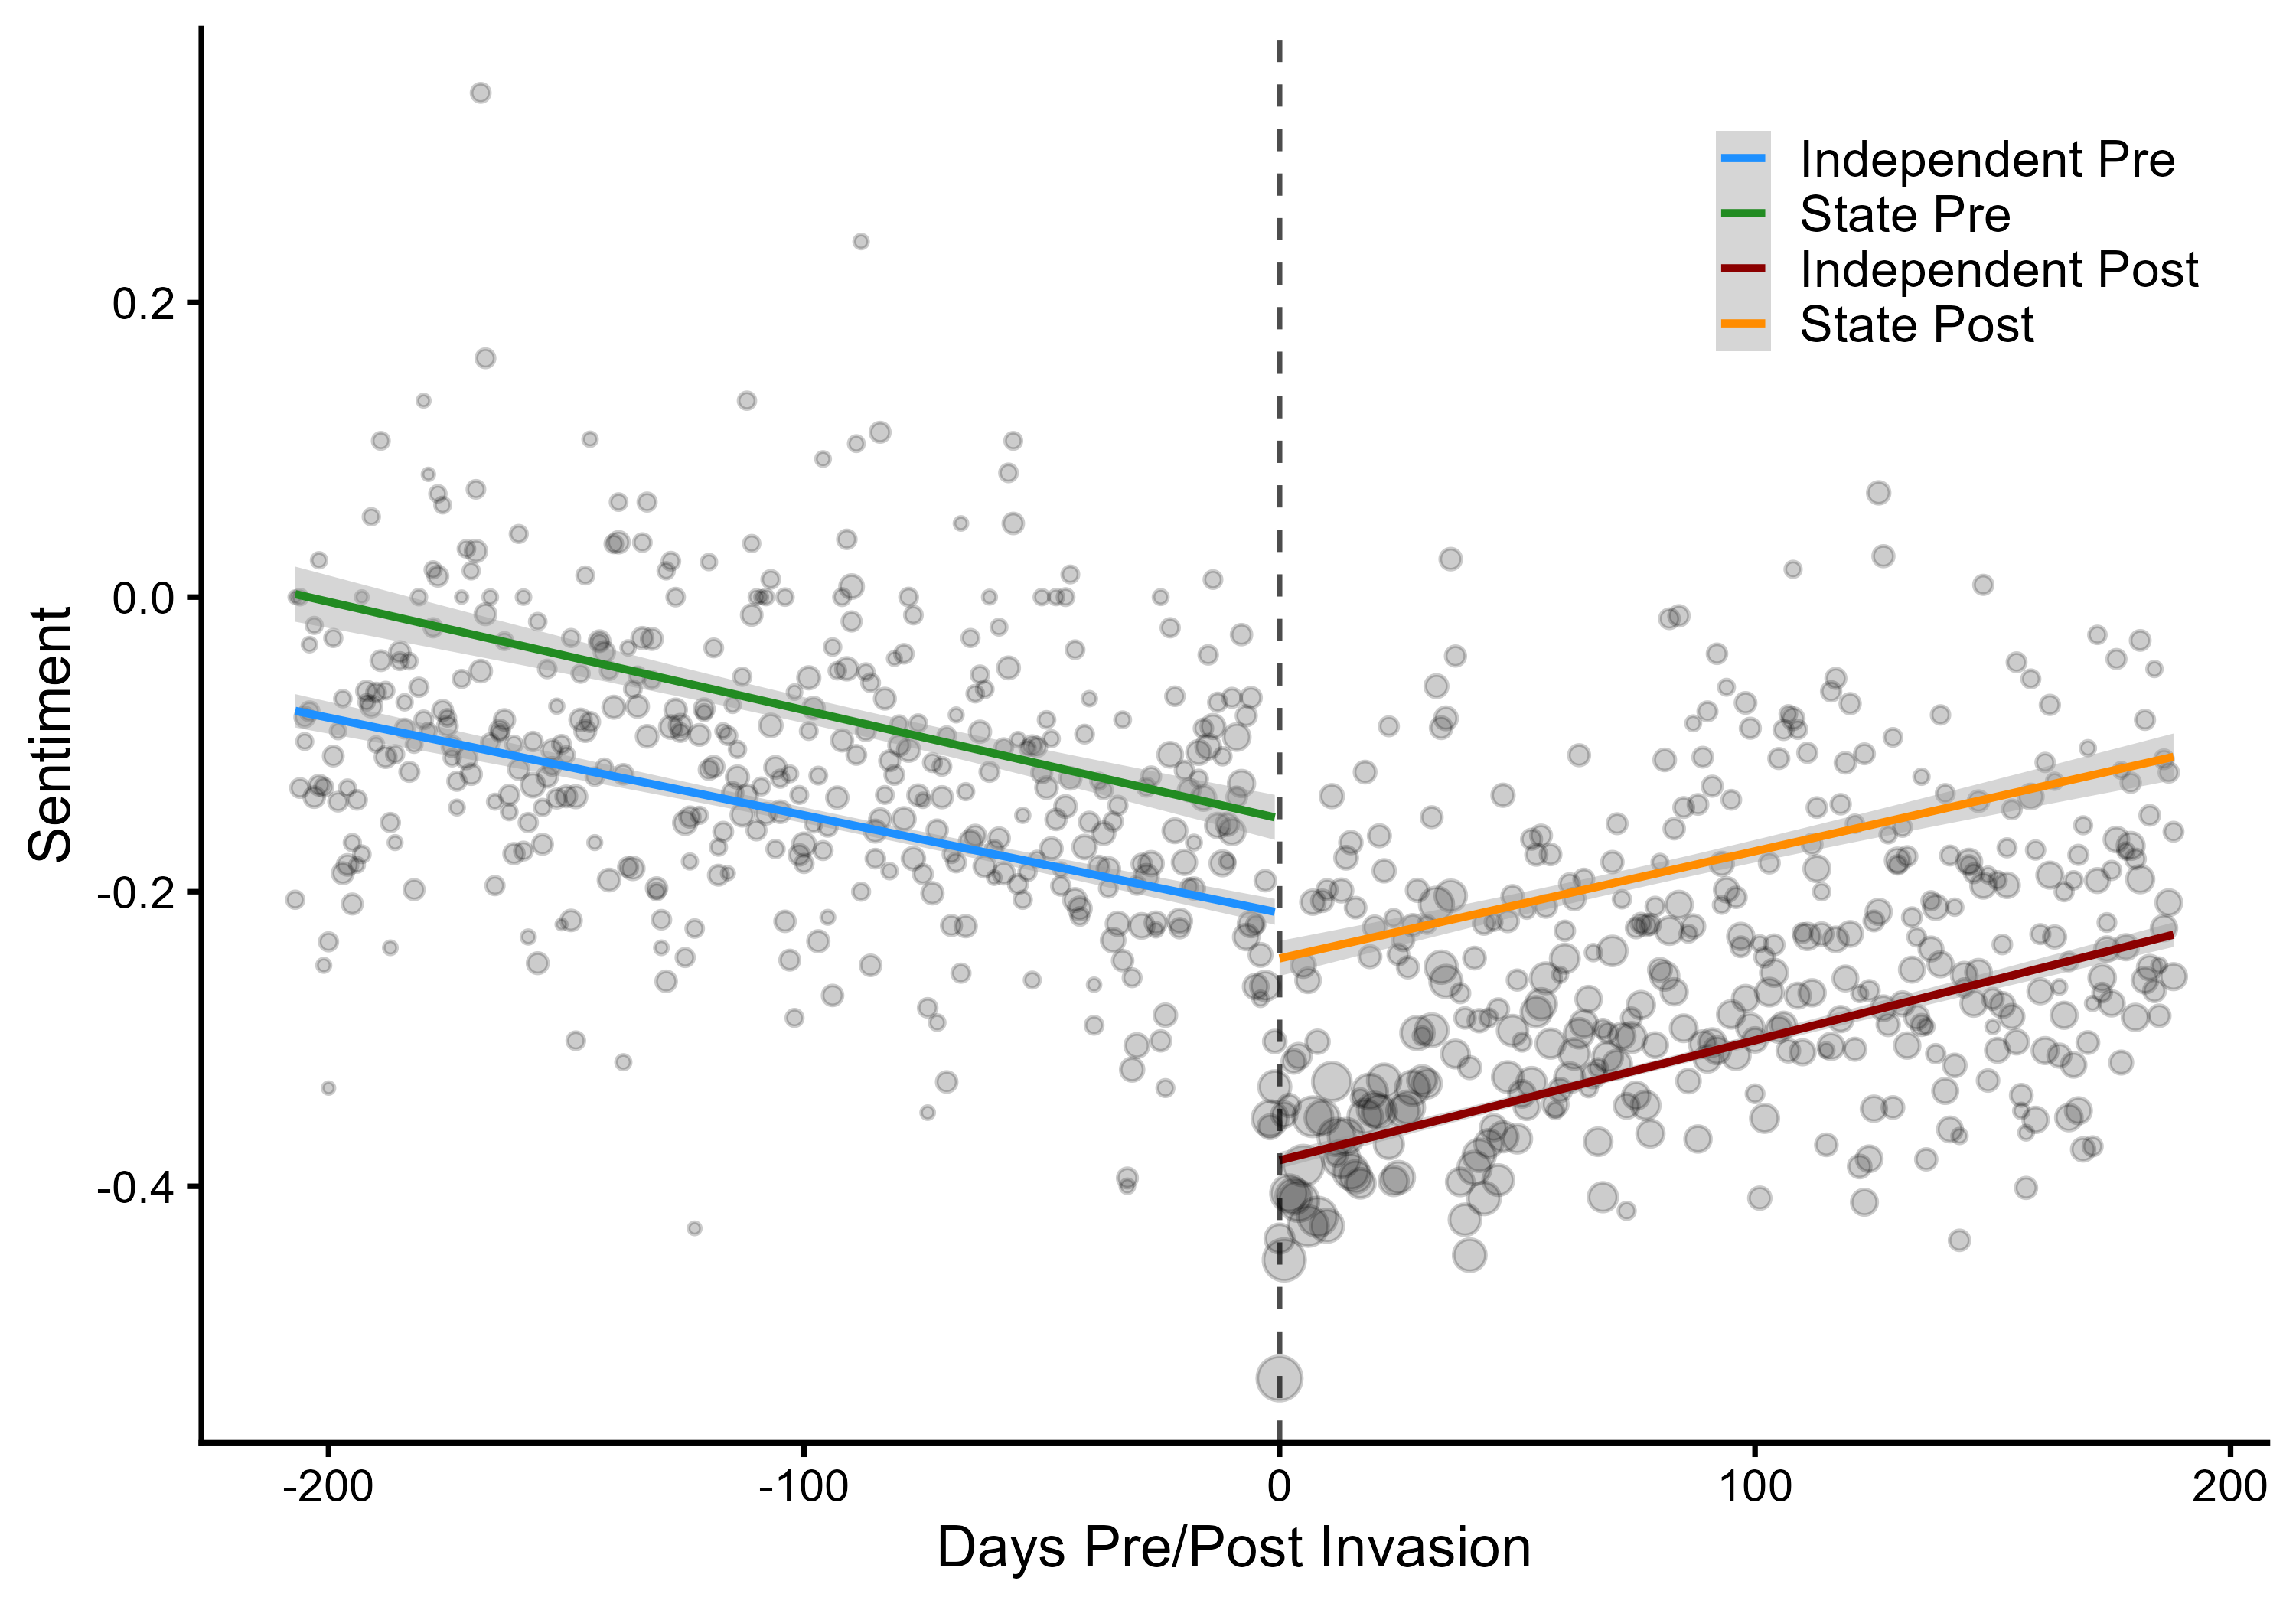 Independent Pre
State Pre
Independent Post
State Post
0.2
0.0
-0.2
-0.4
Sentiment
-200
-100
0
100
200
Days Pre/Post Invasion